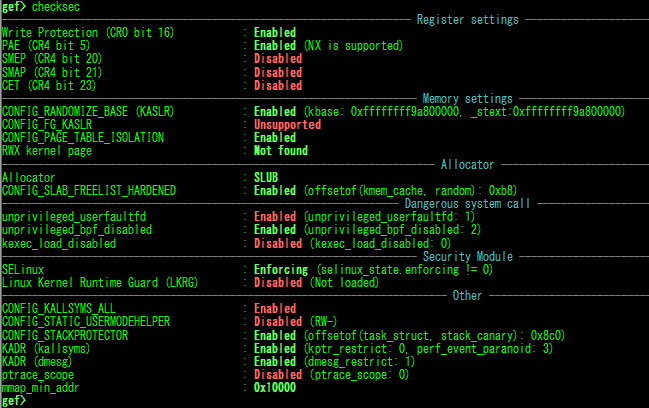 gef> checksec
Register settings
Write Protection (CR0 bit 16) : Enabled
PAE (CR4 bit 5) : Enabled (NX is supported)
SMEP (CR4 bit 20) : Disabled
SMAP (CR4 bit 21) : Disabled
CET (CR4 bit 23) : Disabled
Memory settings
CONFIG_RANDOMIZE_BASE (KASLR) : Enabled (kbase: 0xffffffff9a800000, _stext:0xffffffff9a800000)
CONFIG_FG_KASLR : Unsupported
CONFIG_PAGE_TABLE_ISOLATION : Enabled
RWX kernel page : Not found
Allocator
Allocator : SLUB
CONFIG_SLAB_FREELIST_HARDENED : Enabled (offsetof(kmem_cache, random): 0xb8)
Dangerous system call
unprivileged_userfaultfd : Enabled (unprivileged_userfaultfd: 1)
unprivileged_bpf_disabled : Enabled (unprivileged_bpf_disabled: 2)
kexec_load_disabled : Disabled (kexec_load_disabled: 0)
Security Module
SELinux : Enforcing (selinux_state.enforcing != 0)
Linux Kernel Runtime Guard (LKRG) : Disabled (Not loaded)
Other
CONFIG_KALLSYMS_ALL : Enabled
CONFIG_STATIC_USERMODEHELPER : Disabled (RW-)
CONFIG_STACKPROTECTOR : Enabled (offsetof(task_struct, stack_canary): 0x8c0)
KADR (kallsyms) : Enabled (kptr_restrict: 0, perf_event_paranoid: 3)
KADR (dmesg) : Enabled (dmesg_restrict: 1)
ptrace_scope : Disabled (ptrace_scope: 0)
mmap_min_addr : 0x10000
gef>